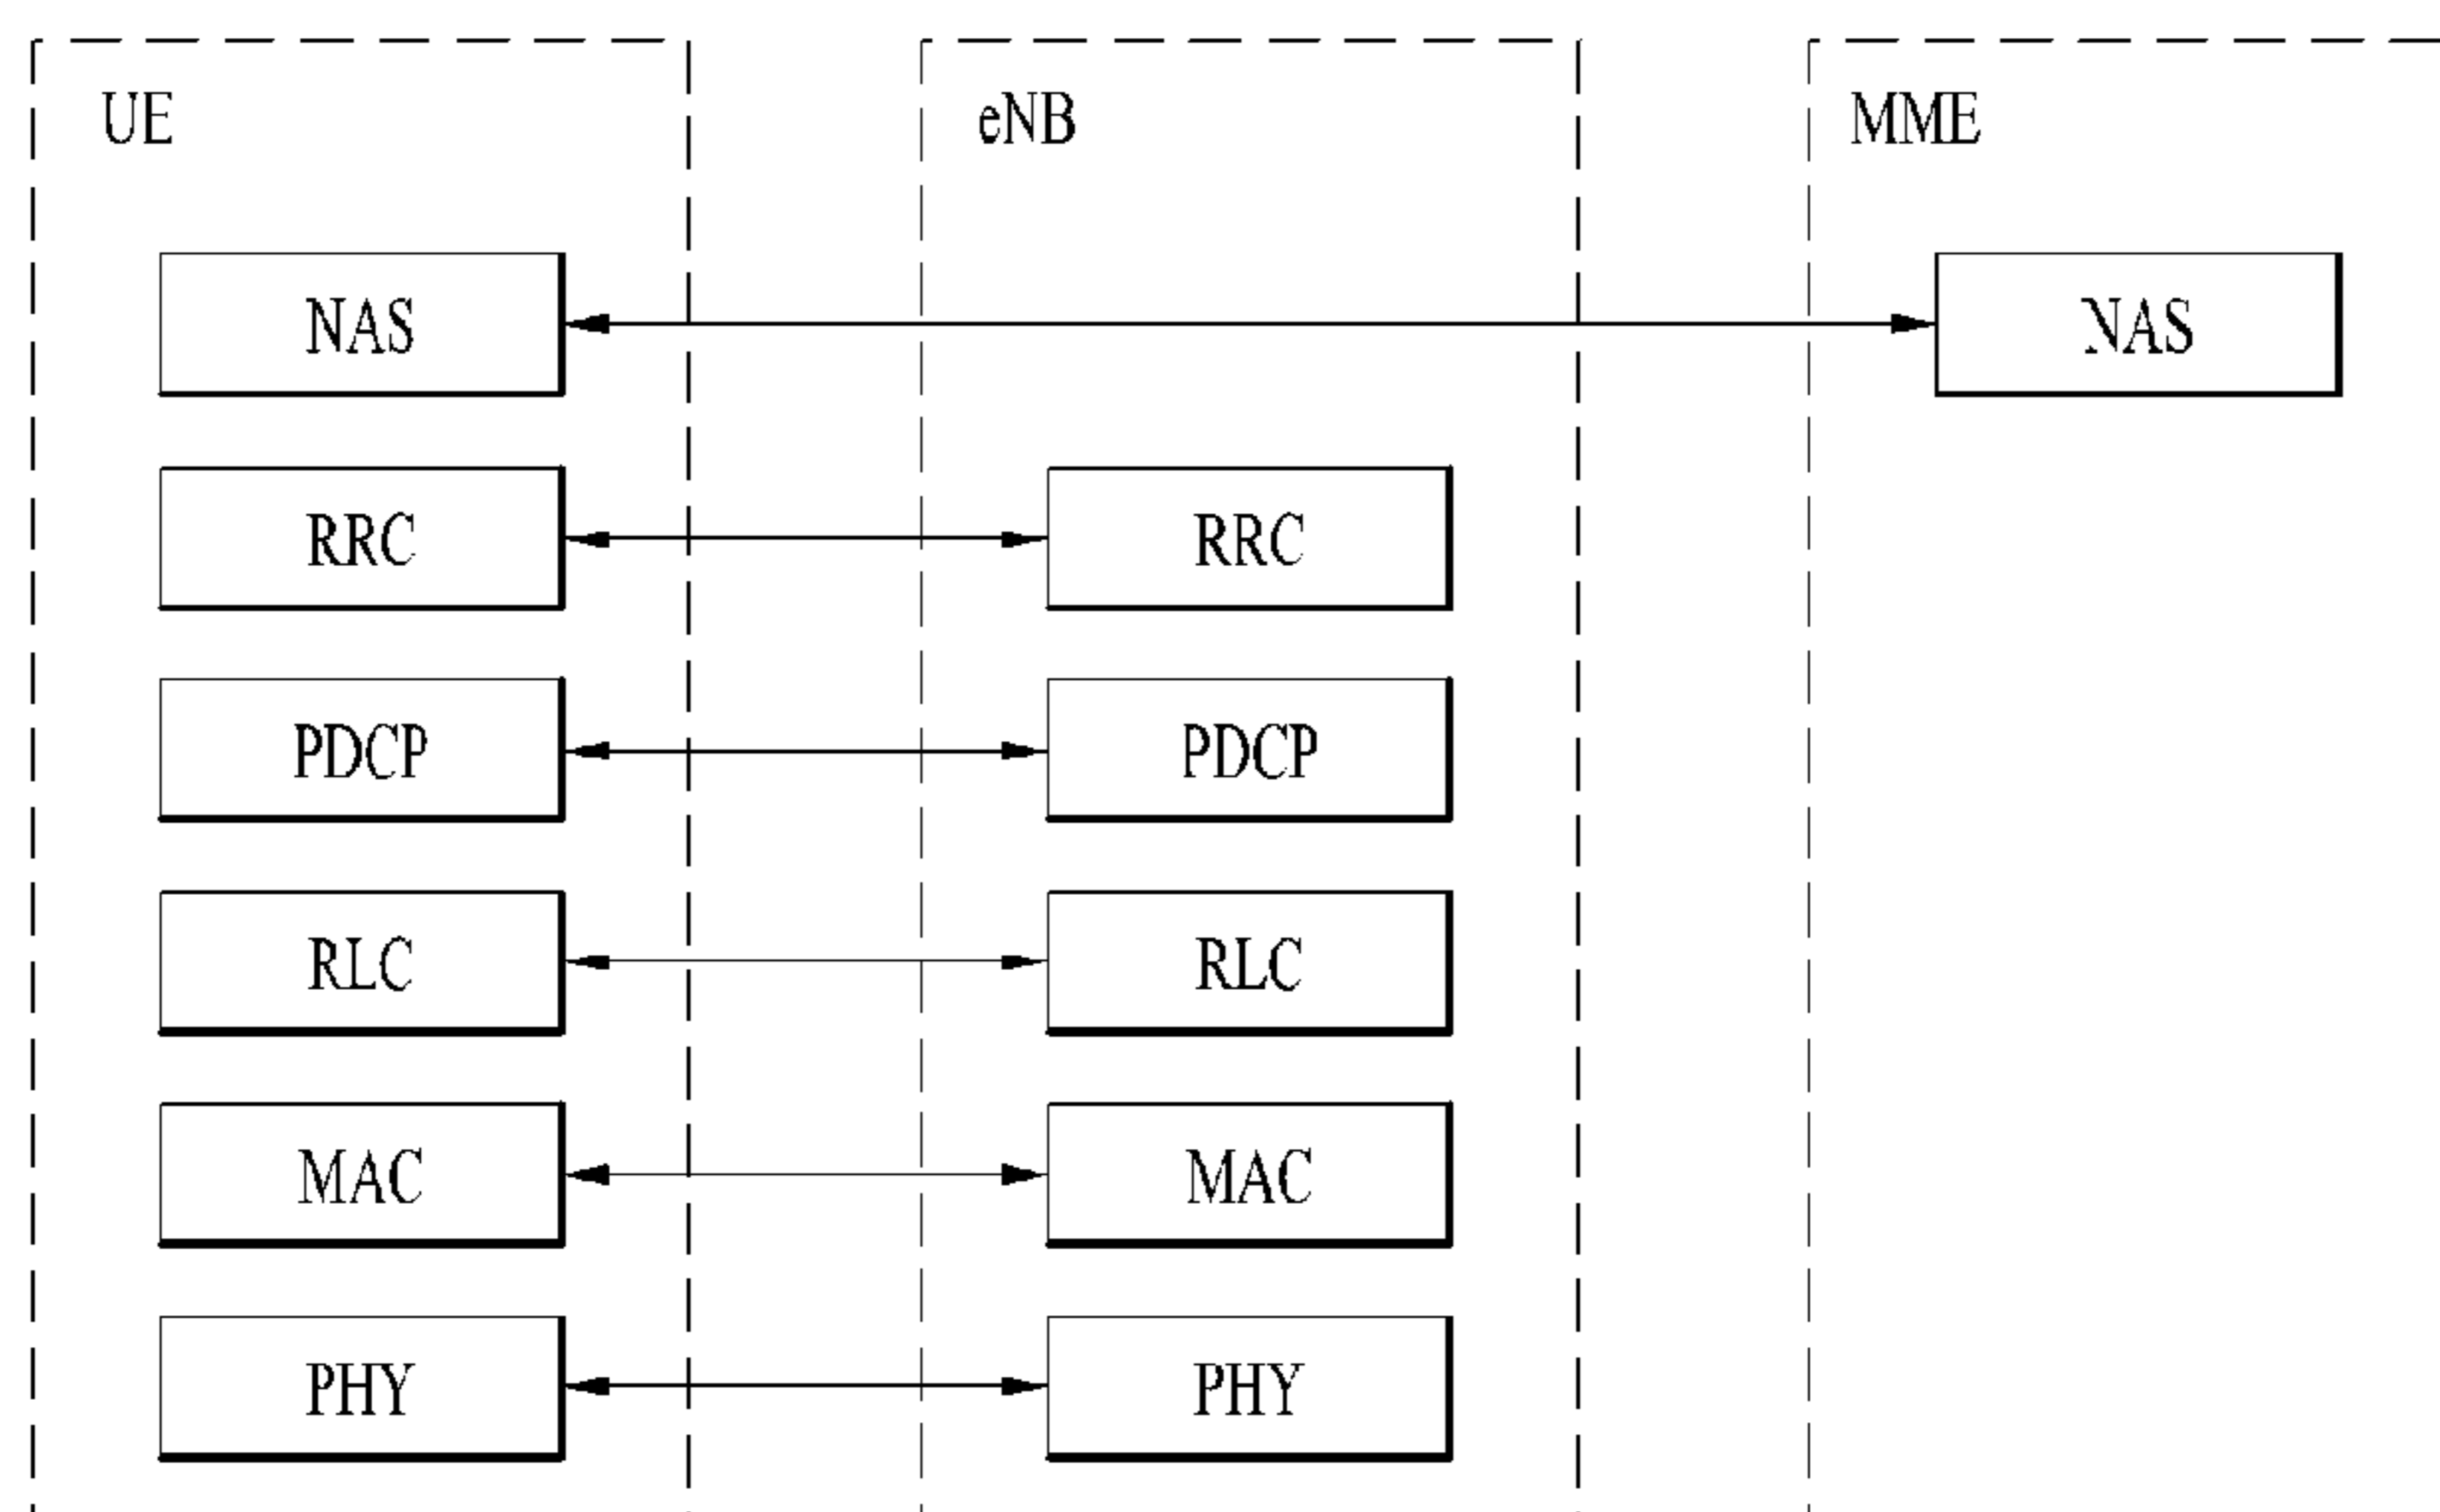 UE eNB MME
NAS NAS
RRC RRC
PDCP PDCP
RLC RLC
MAC MAC
PHY PHY